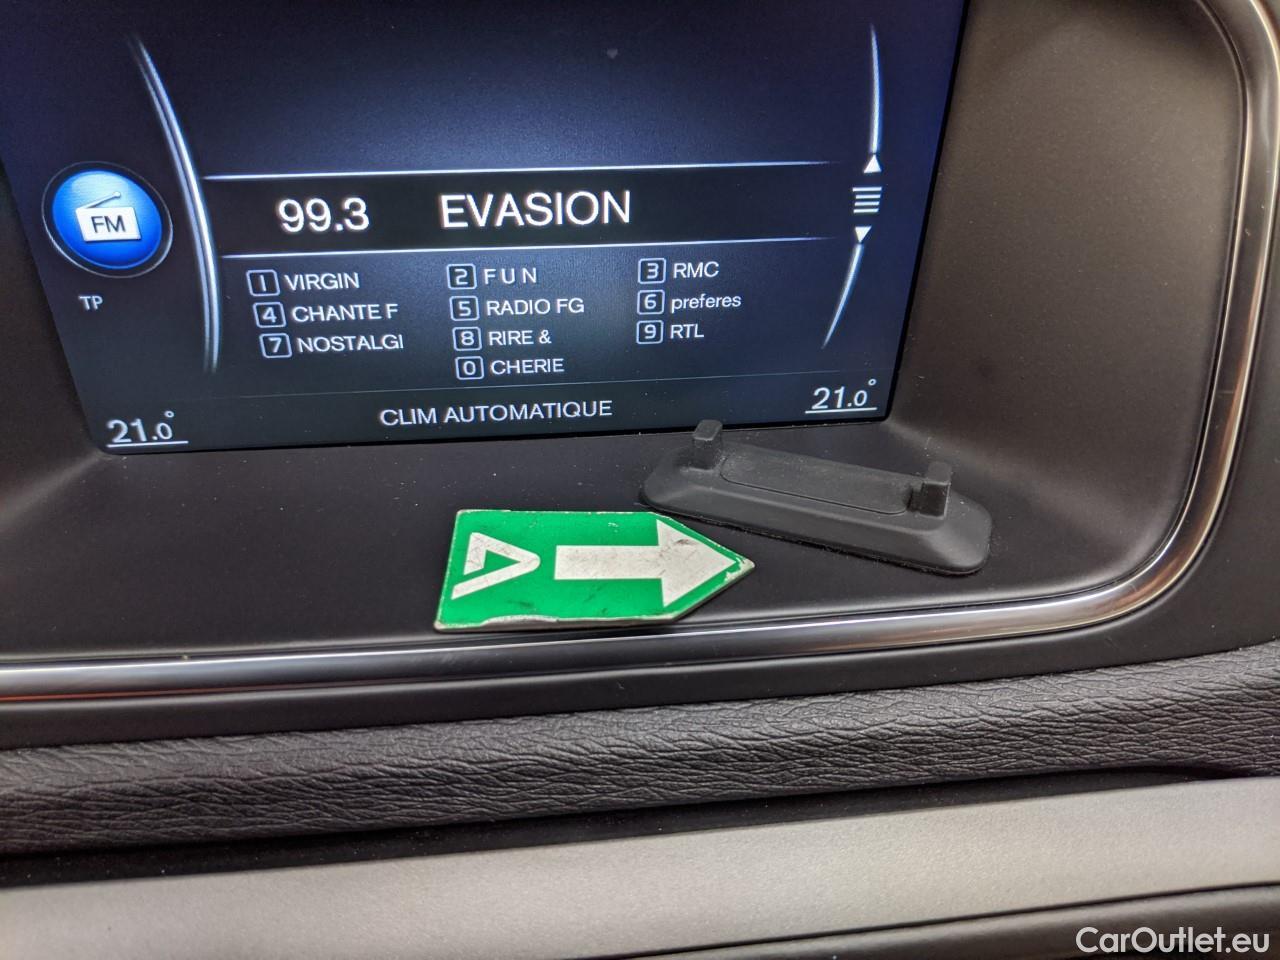 99.3 EVASION
FM
TP
1 VIRGIN 2 FUN 3 RMC
4 CHANTE F 5 RADIO FG 6 preferes
7 NOSTALGI 8 RIRE & 9 RTL
0 CHERIE
21.0° CLIM AUTOMATIQUE 21.0°
A
CarOutlet.eu